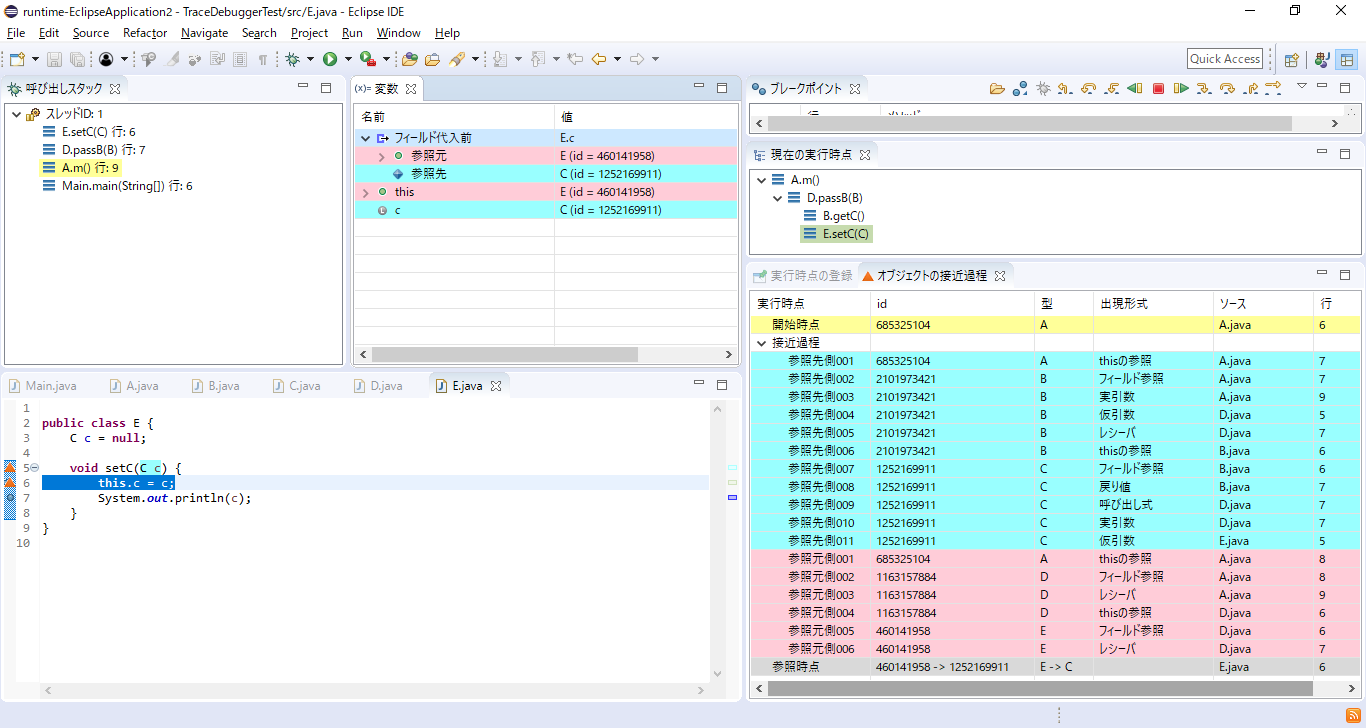 runtime-EclipseApplication2 - TraceDebuggerTest/src/E.java - Eclipse IDE
File Edit Source Refactor Navigate Search Project Run Window Help
Quick Access
呼び出しスタック
スレッドID: 1
E.setC(C) 行: 6
D.passB(B) 行: 7
A.m() 行: 9
Main.main(String[]) 行: 6
(x)= 変数
名前 値
フィールド代入前 E.c
参照元 E (id = 460141958)
参照先 C (id = 1252169911)
this E (id = 460141958)
c C (id = 1252169911)
Main.java A.java B.java C.java D.java E.java
1
2 public class E {
3 C c = null;
4
5 void setC(C c) {
6 this.c = c;
7 System.out.println(c);
8 }
9 }
10
ブレークポイント
現在の実行時点
A.m()
D.passB(B)
B.getC()
E.setC(C)
実行時点の登録 オブジェクトの接近過程
実行時点 id 型 出現形式 ソース 行
開始時点 685325104 A A.java 6
接近過程
参照先側001 685325104 A thisの参照 A.java 7
参照先側002 2101973421 B フィールド参照 A.java 7
参照先側003 2101973421 B 実引数 A.java 9
参照先側004 2101973421 B 仮引数 D.java 5
参照先側005 2101973421 B レシーバ D.java 7
参照先側006 2101973421 B thisの参照 B.java 6
参照先側007 1252169911 C フィールド参照 B.java 6
参照先側008 1252169911 C 戻り値 B.java 7
参照先側009 1252169911 C 呼び出し式 D.java 7
参照先側010 1252169911 C 実引数 D.java 7
参照先側011 1252169911 C 仮引数 E.java 5
参照元側001 685325104 A thisの参照 A.java 8
参照元側002 1163157884 D フィールド参照 A.java 8
参照元側003 1163157884 D レシーバ A.java 9
参照元側004 1163157884 D thisの参照 D.java 6
参照元側005 460141958 E フィールド参照 D.java 6
参照元側006 460141958 E レシーバ D.java 7
参照時点 460141958 -> 1252169911 E -> C E.java 6